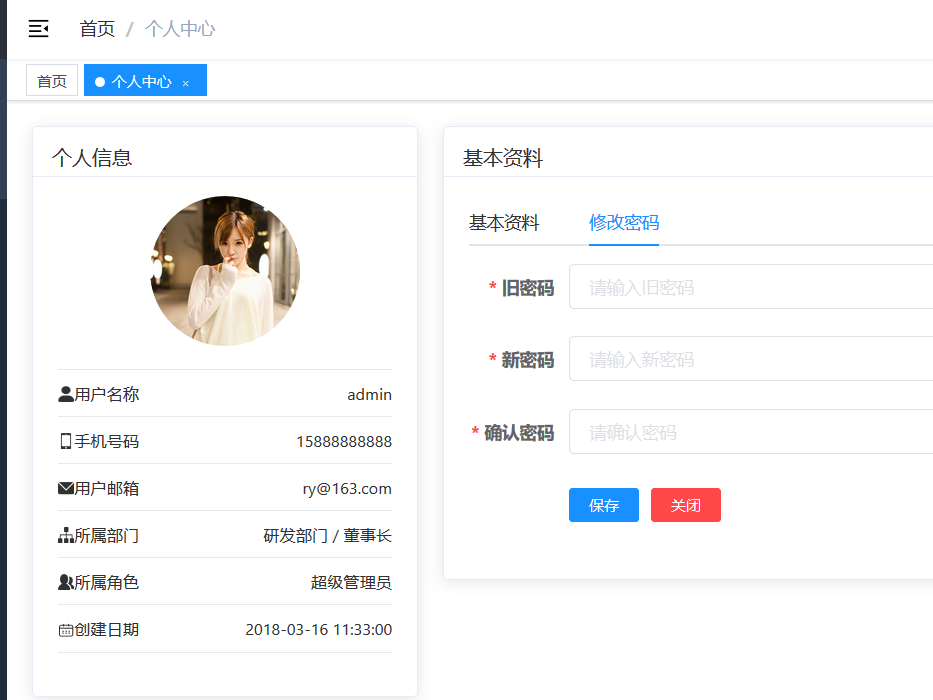 首页 / 个人中心
首页
个人中心 ×
个人信息
用户名称 admin
手机号码 15888888888
用户邮箱 ry@163.com
所属部门 研发部门 / 董事长
所属角色 超级管理员
创建日期 2018-03-16 11:33:00
基本资料
基本资料 修改密码
* 旧密码 请输入旧密码
* 新密码 请输入新密码
* 确认密码 请确认密码
保存 关闭